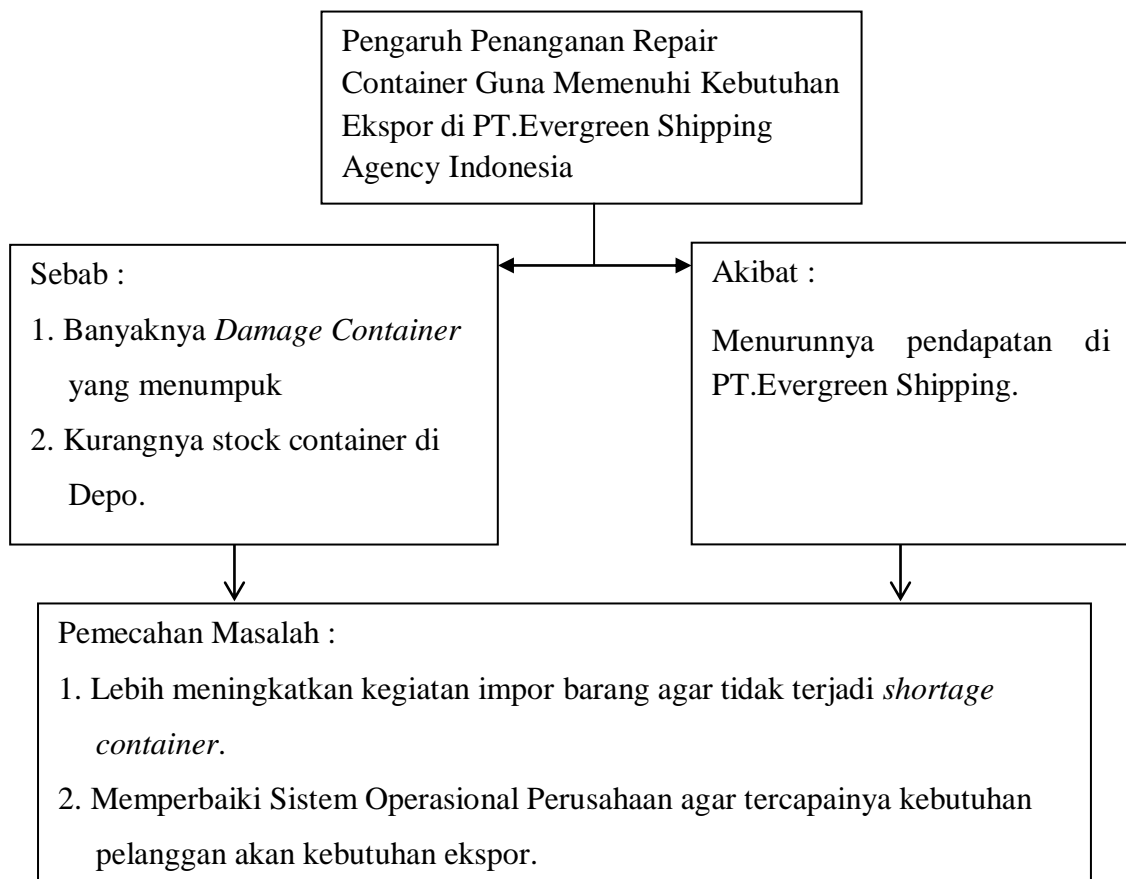 Pengaruh Penanganan Repair
Container Guna Memenuhi Kebutuhan
Ekspor di PT.Evergreen Shipping
Agency Indonesia
Sebab :
1. Banyaknya Damage Container
yang menumpuk
2. Kurangnya stock container di
Depo.
Akibat :
Menurunnya pendapatan di
PT.Evergreen Shipping.
Pemecahan Masalah :
1. Lebih meningkatkan kegiatan impor barang agar tidak terjadi shortage
container.
2. Memperbaiki Sistem Operasional Perusahaan agar tercapainya kebutuhan
pelanggan akan kebutuhan ekspor.